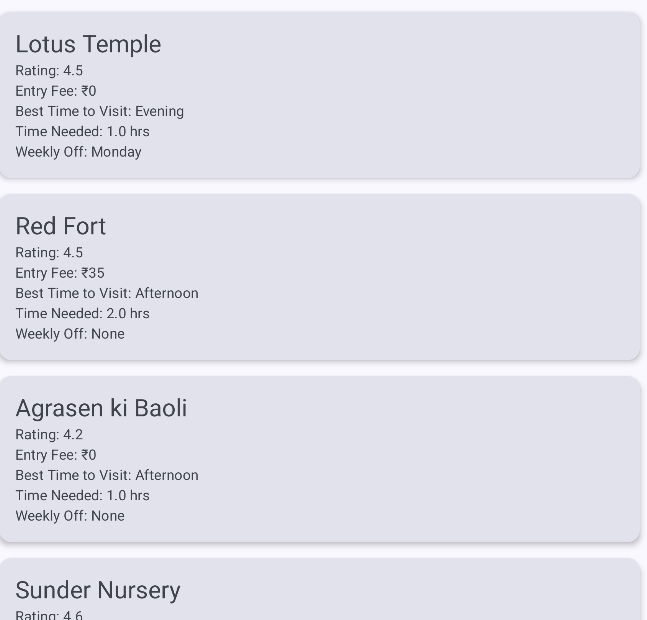 Lotus Temple
Rating: 4.5
Entry Fee: ₹0
Best Time to Visit: Evening
Time Needed: 1.0 hrs
Weekly Off: Monday
Red Fort
Rating: 4.5
Entry Fee: ₹35
Best Time to Visit: Afternoon
Time Needed: 2.0 hrs
Weekly Off: None
Agrasen ki Baoli
Rating: 4.2
Entry Fee: ₹0
Best Time to Visit: Afternoon
Time Needed: 1.0 hrs
Weekly Off: None
Sunder Nursery
Rating: 4.6